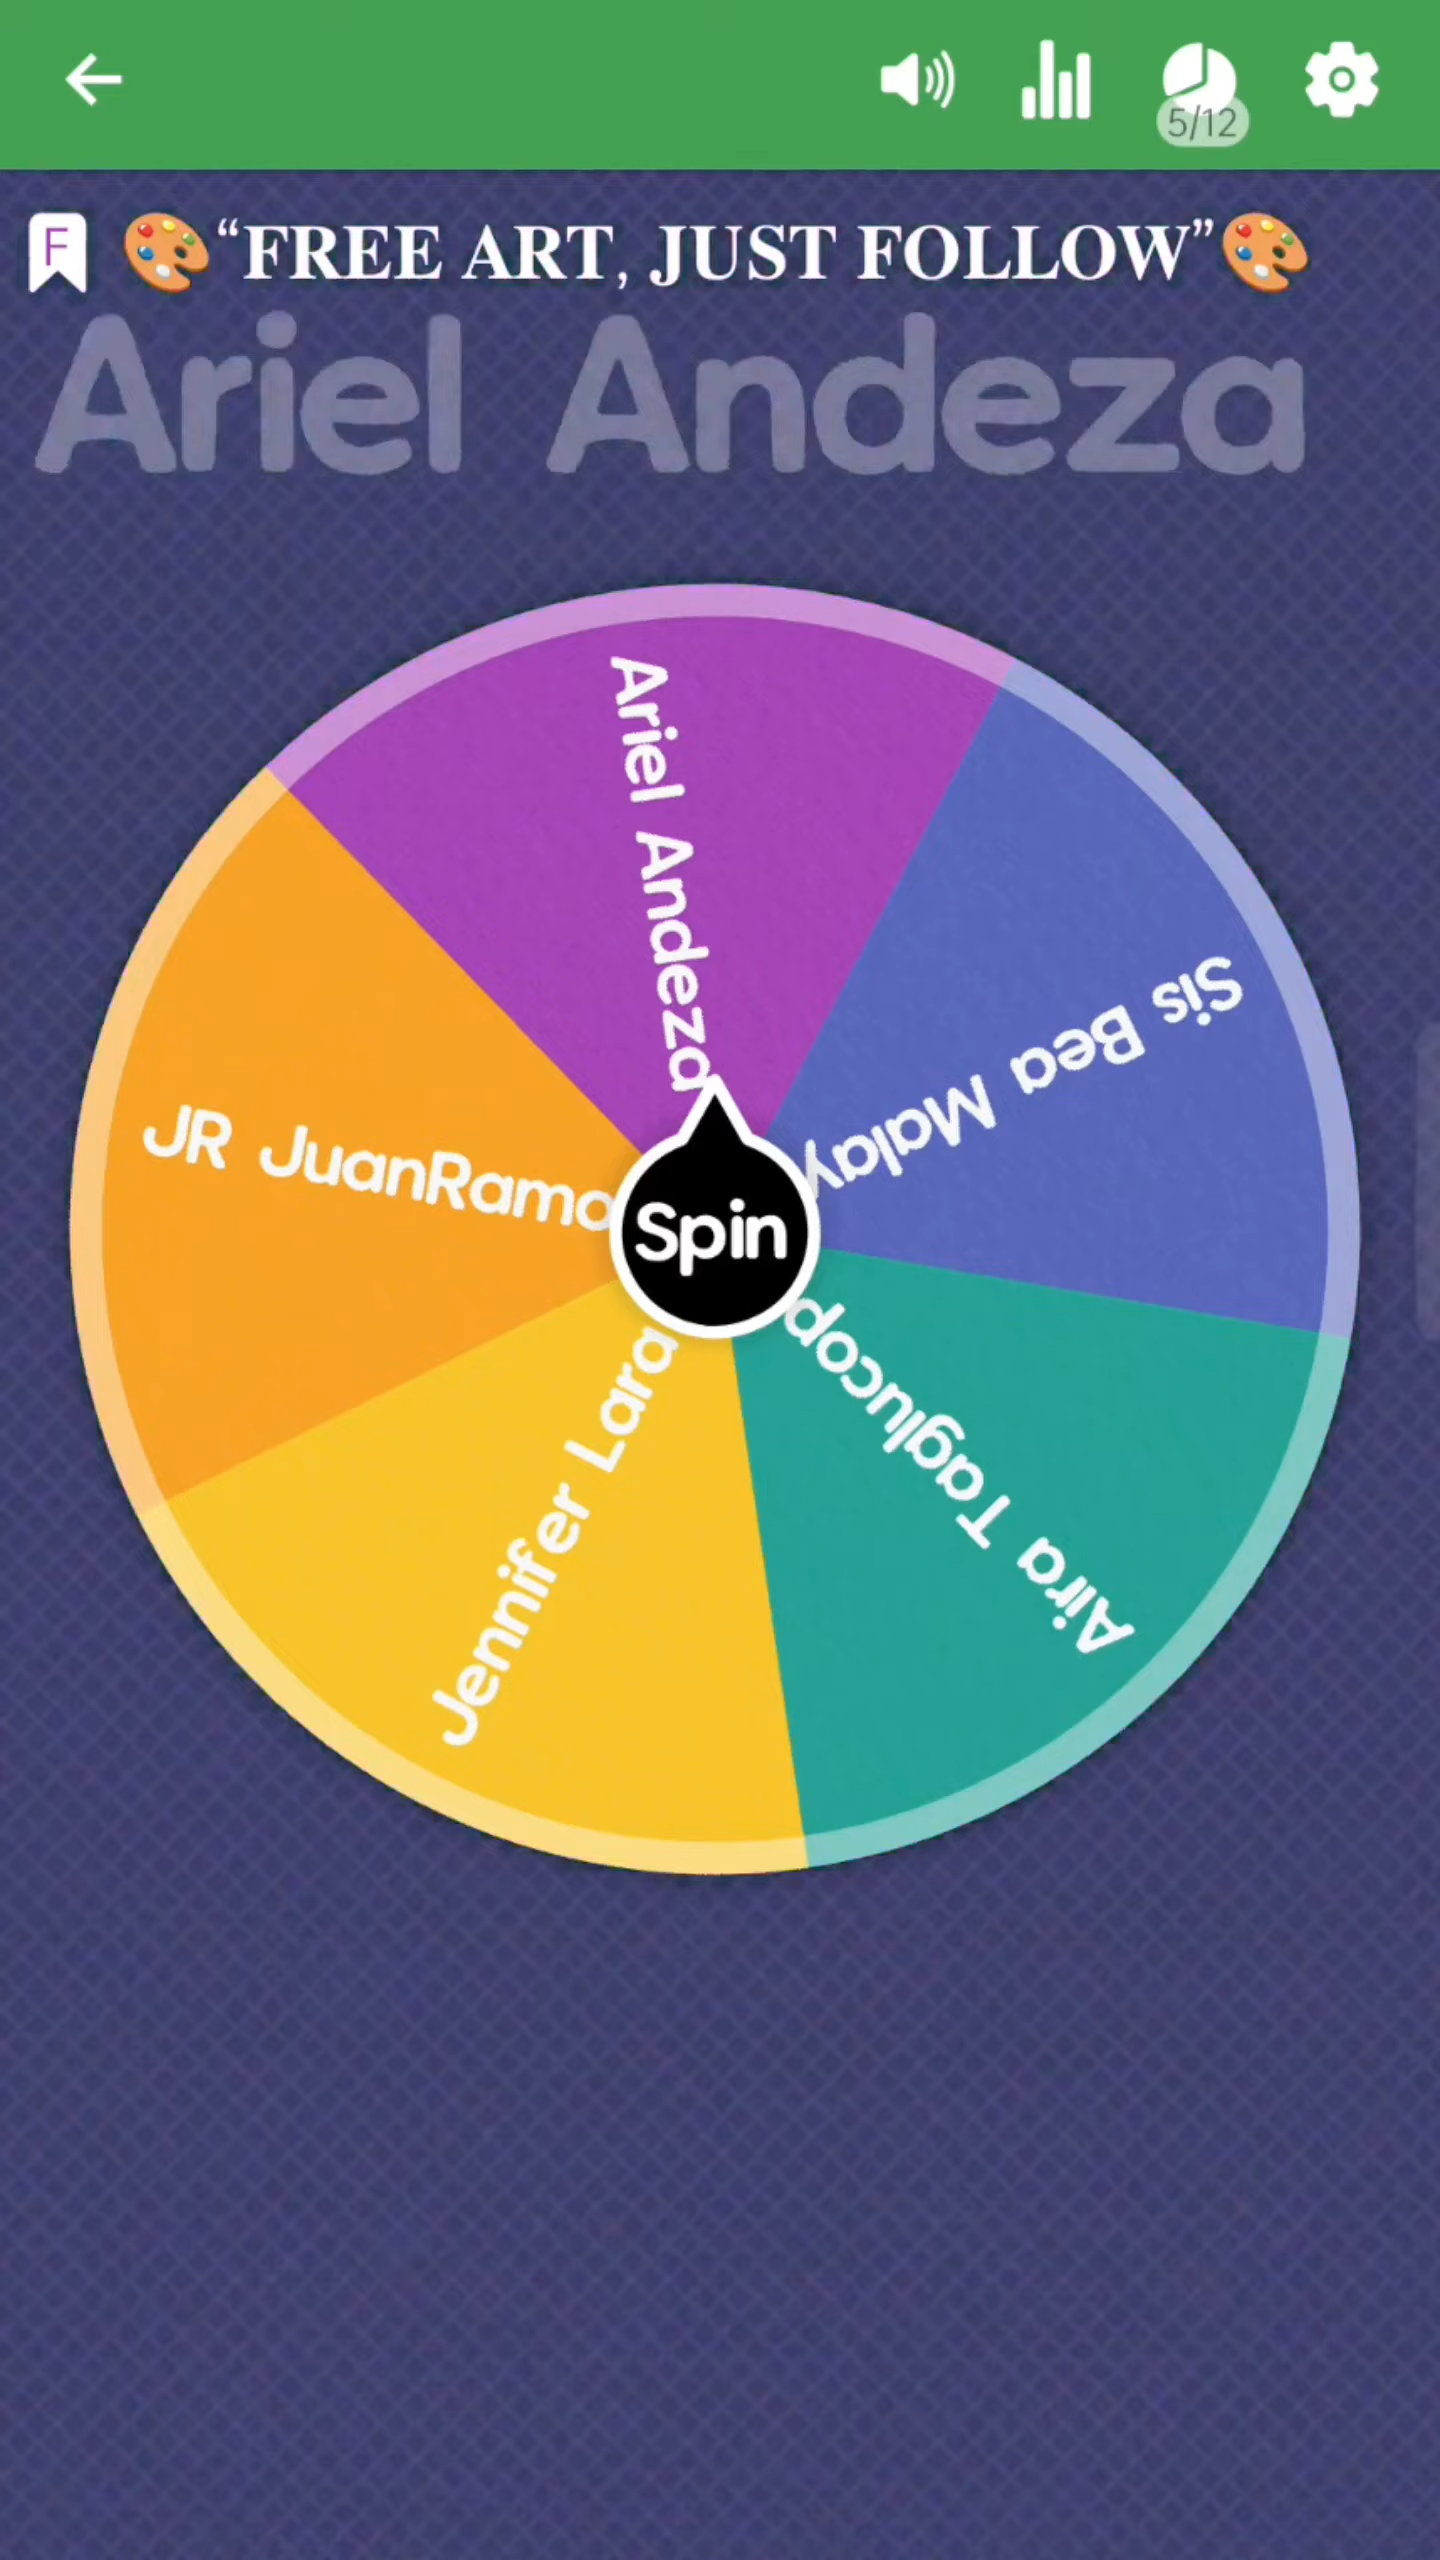 5/12
F 🎨“FREE ART, JUST FOLLOW”🎨
Ariel Andeza
Ariel Andeza
Sis Bea Malay
JR JuanRamo
Spin
Aira Taglucop
Jennifer Lara